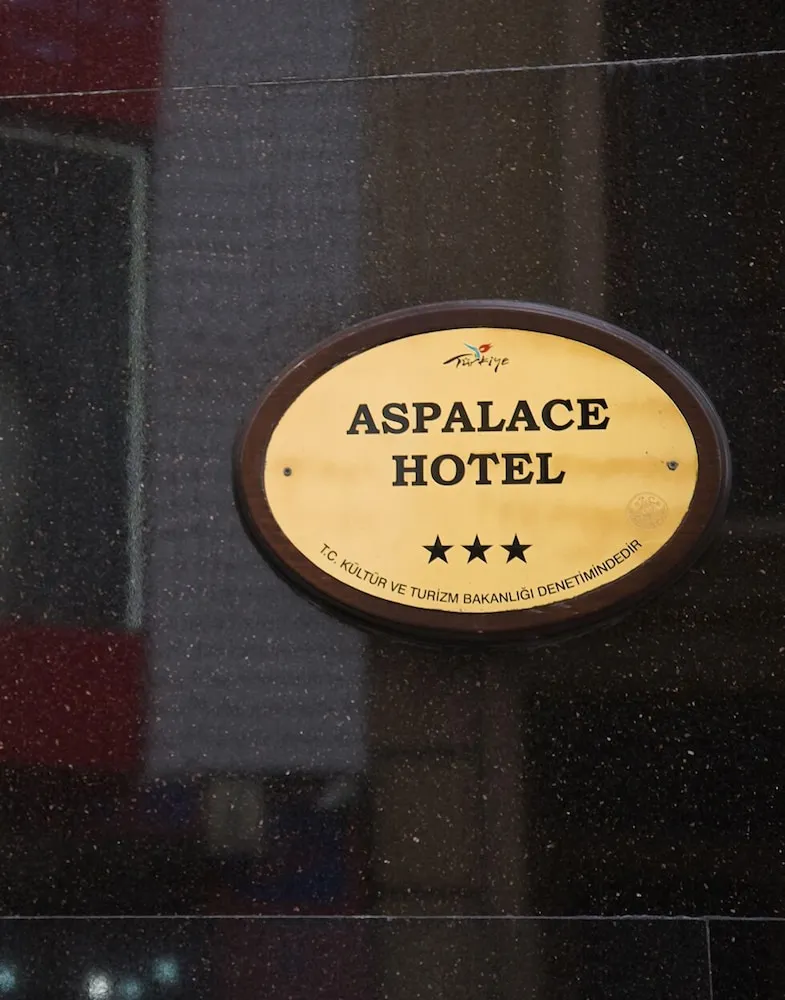 Türkiye
ASPALACE
HOTEL
★★★
T.C. KÜLTÜR VE TURİZM BAKANLIĞI DENETİMİNDEDİR